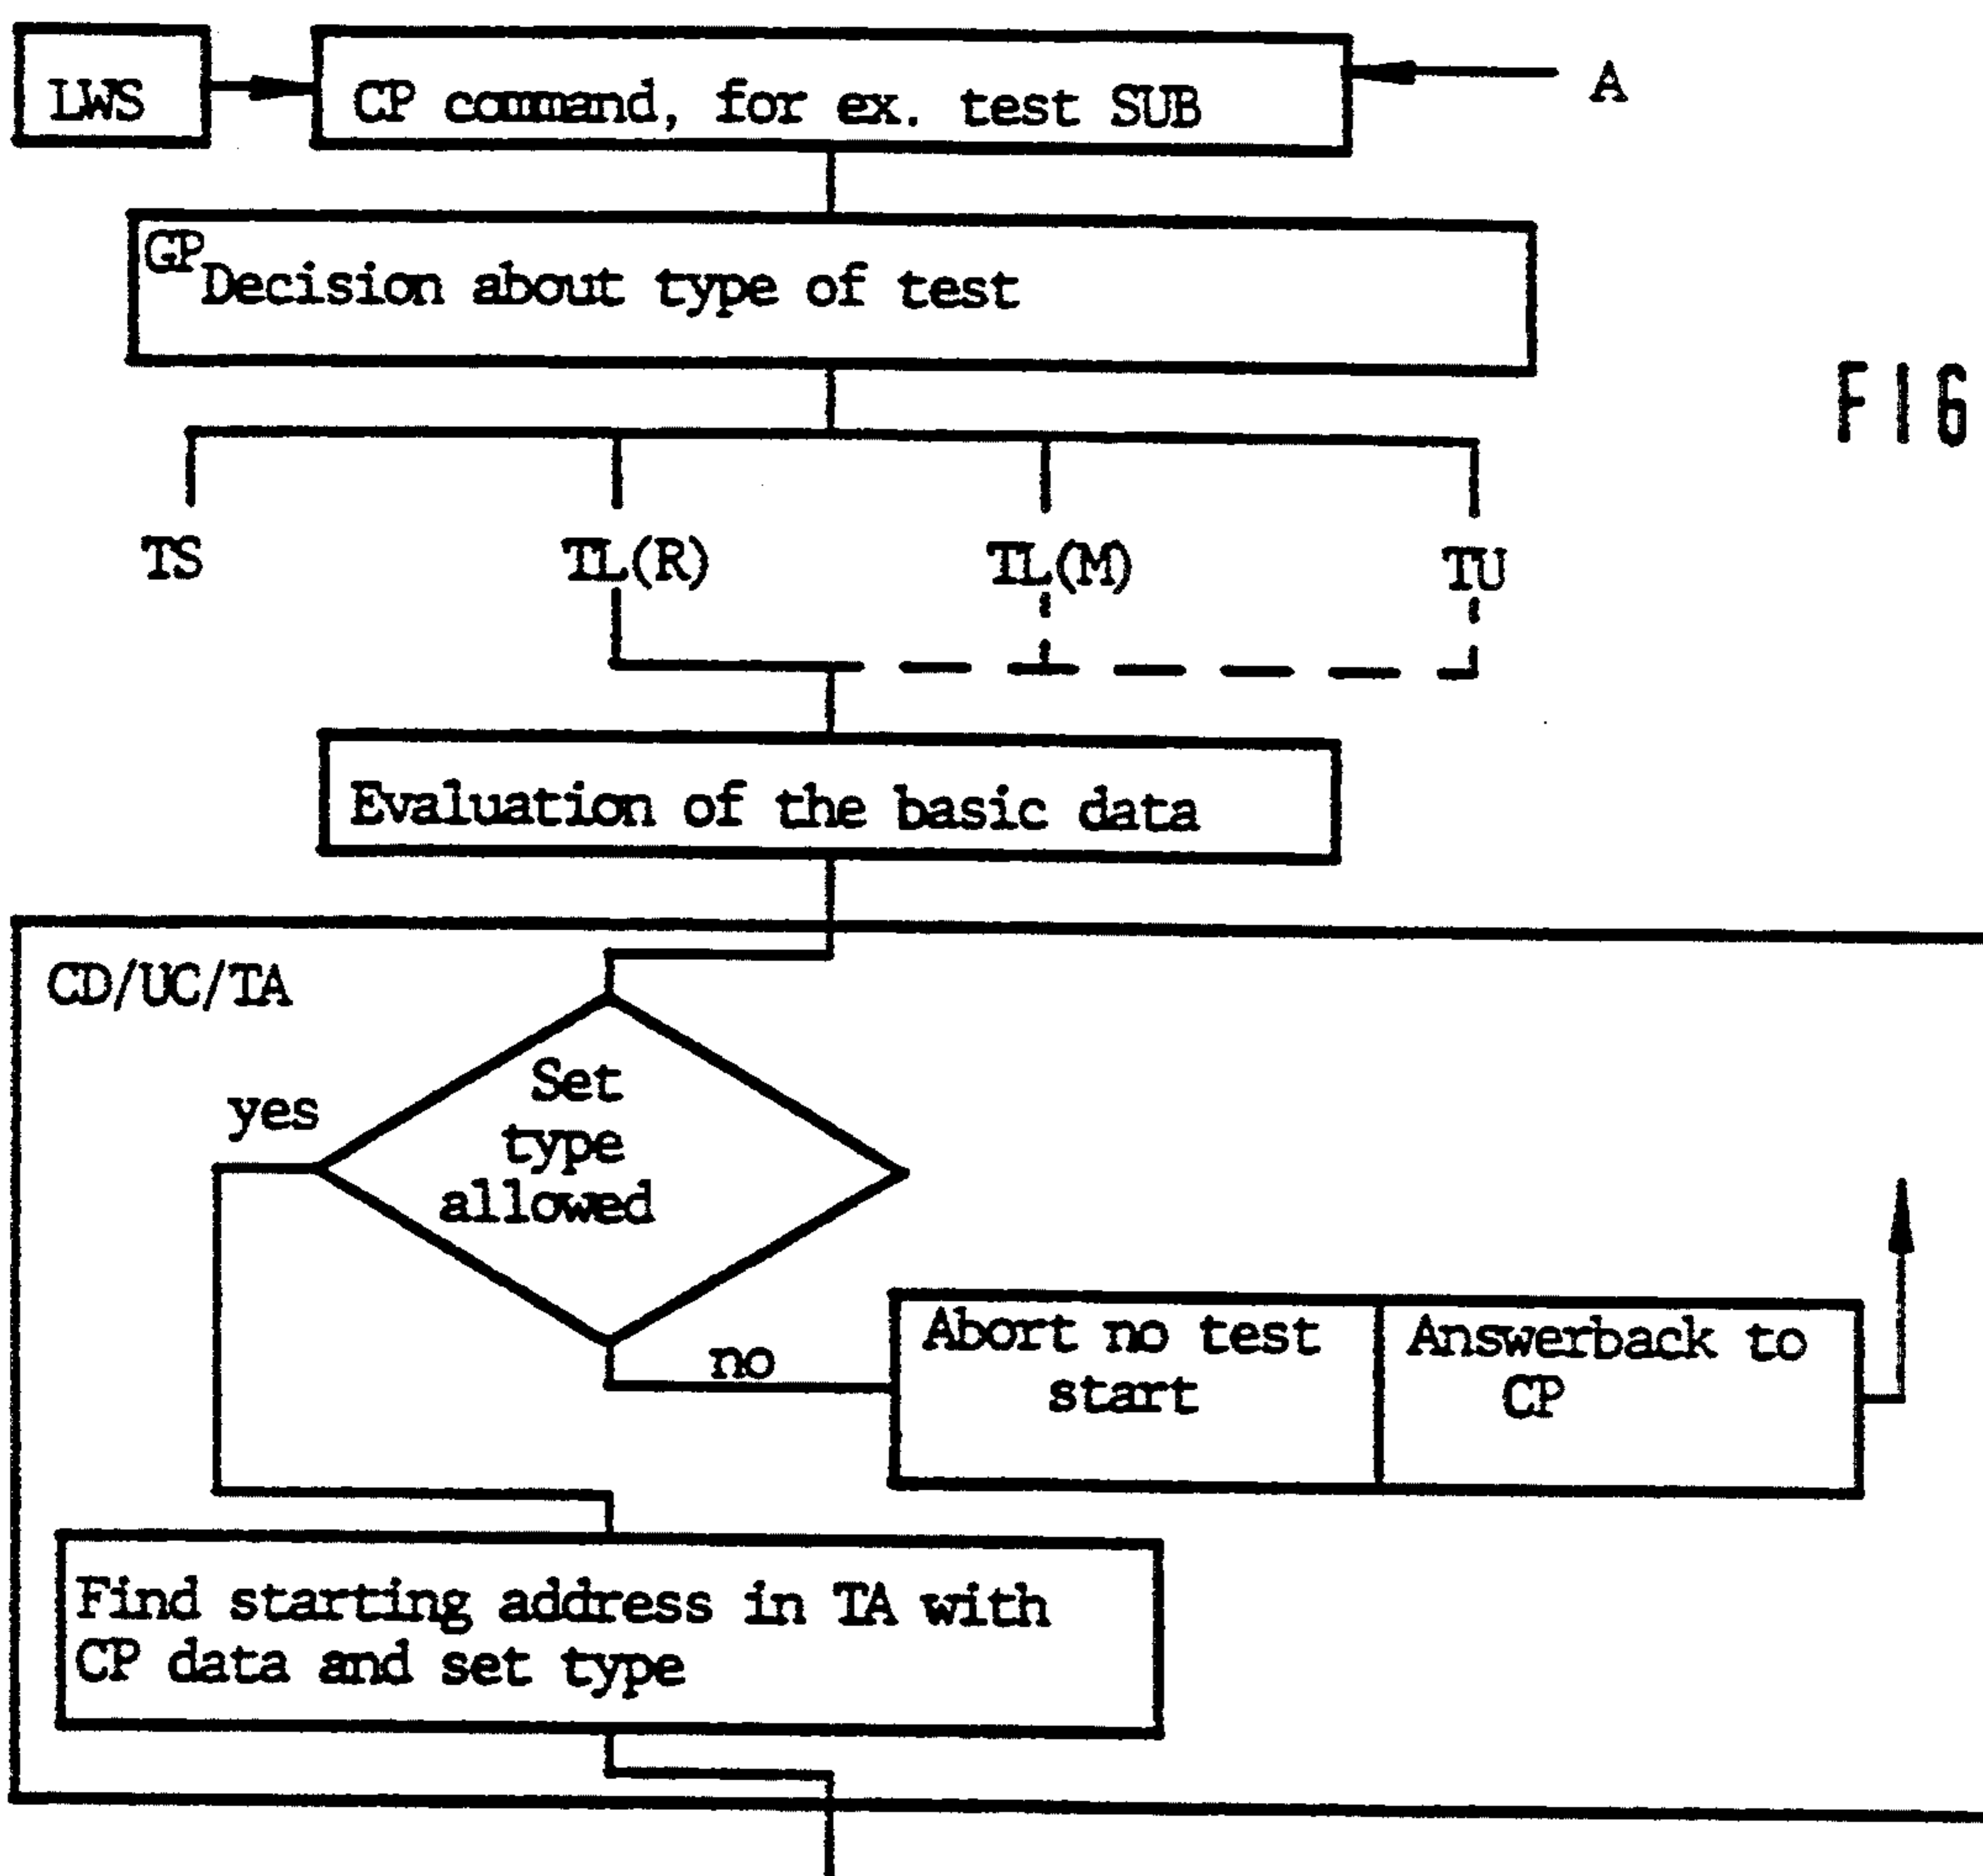 LWS
CP command, for ex. test SUB
A
GP
Decision about type of test
FIG
TS
TL(R)
TL(M)
TU
Evaluation of the basic data
CD/UC/TA
Set
type
allowed
yes
no
Abort no test
start
Answerback to
CP
Find starting address in TA with
CP data and set type